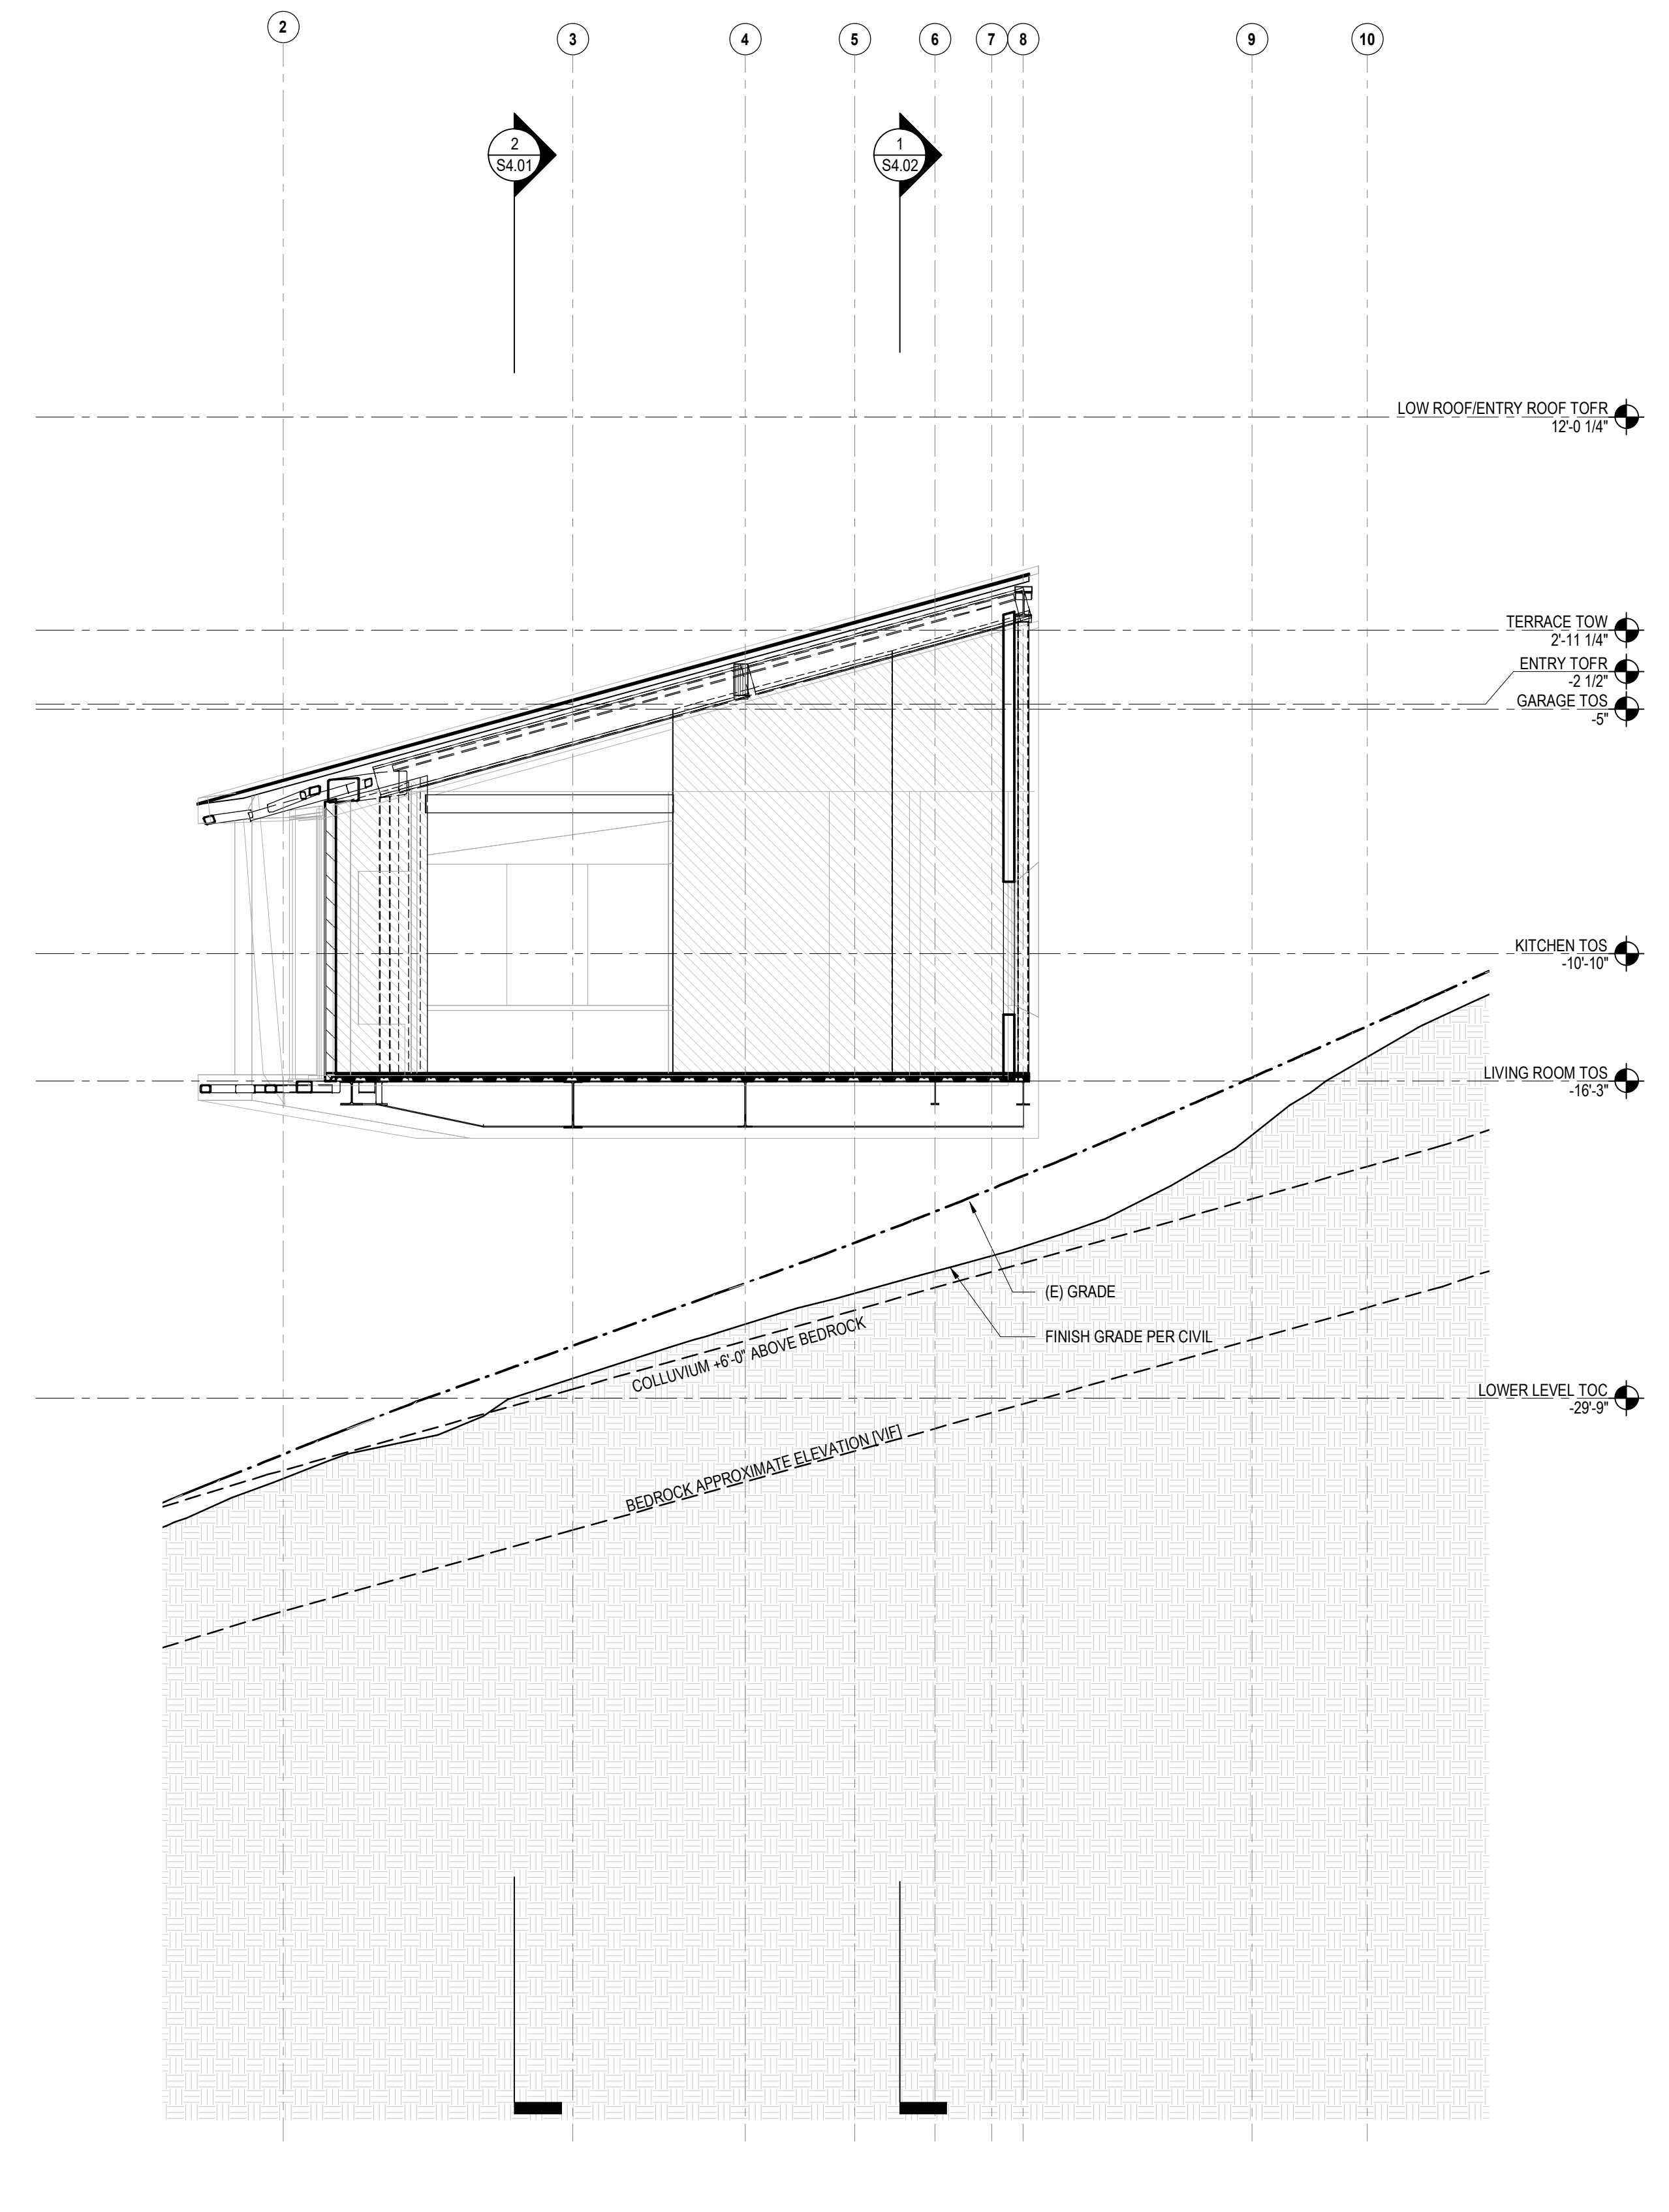 2
3
4
5
6
7
8
9
10
2
S4.01
1
S4.02
LOW ROOF/ENTRY ROOF TOFR
12'-0 1/4"
TERRACE TOW
2'-11 1/4"
ENTRY TOFR
-2 1/2"
GARAGE TOS
-5"
KITCHEN TOS
-10'-10"
LIVING ROOM TOS
-16'-3"
(E) GRADE
COLLUVIUM +6'-0" ABOVE BEDROCK
FINISH GRADE PER CIVIL
LOWER LEVEL TOC
-29'-9"
BEDROCK APPROXIMATE ELEVATION [VIF]